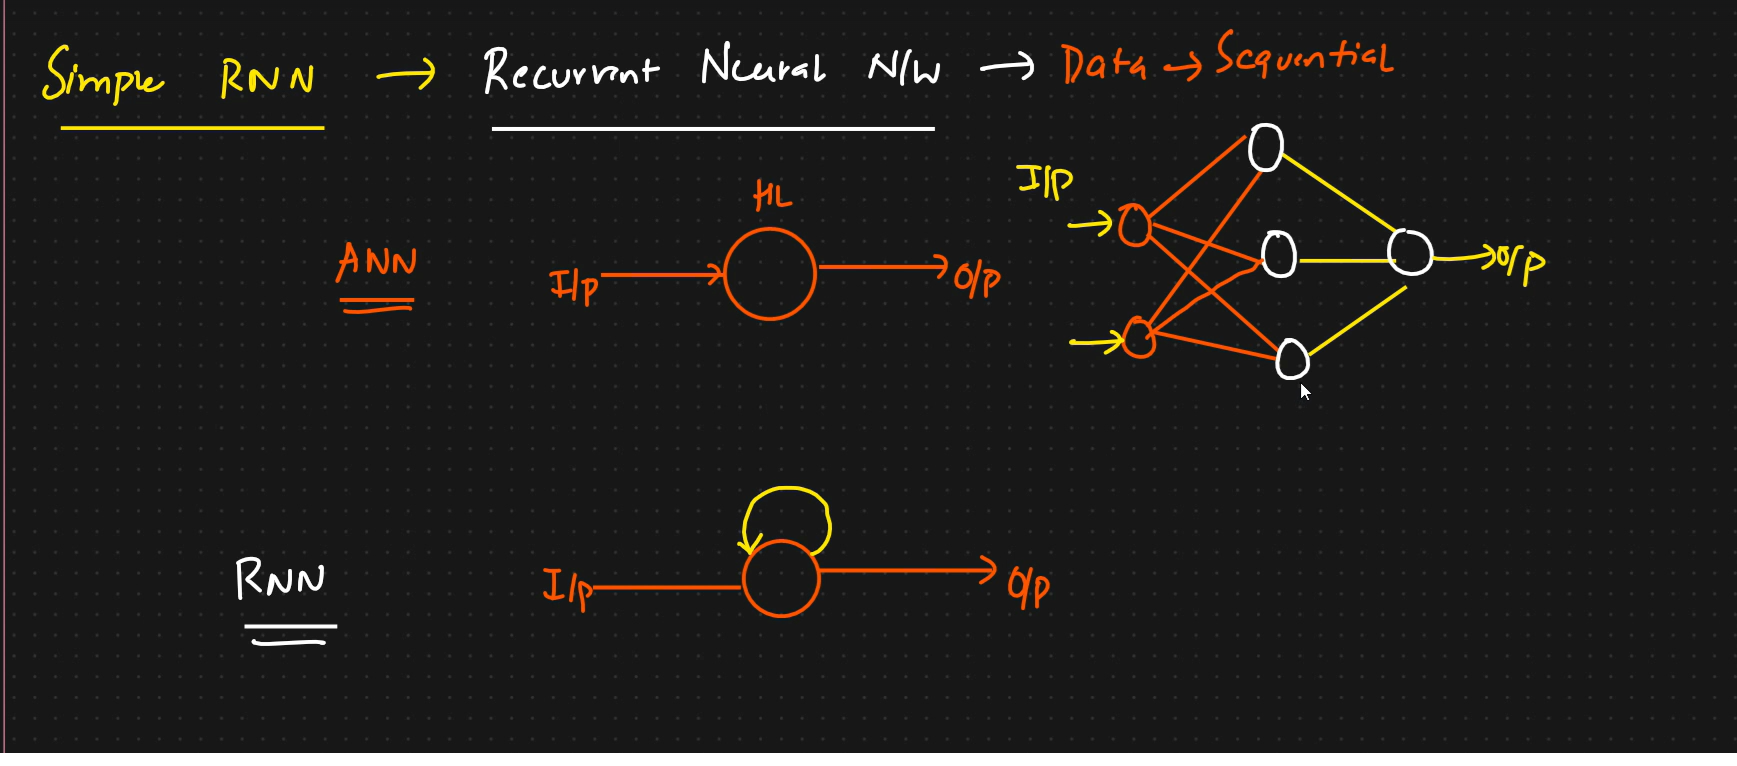 Simple RNN → Recurrent Neural N/W → Data → Sequential
HL
I/p
ANN
I/p
O/p
O/p
RNN
I/p
O/p